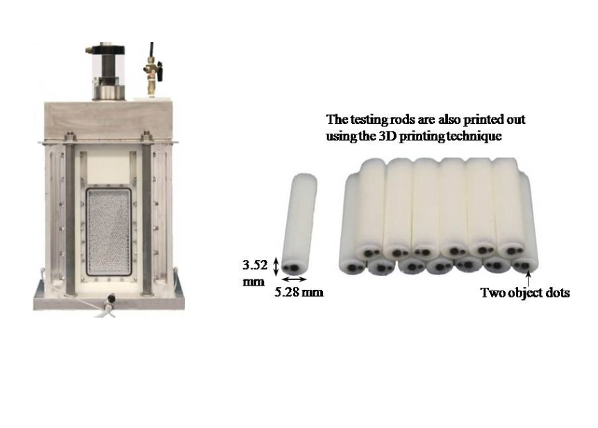 The testing rods are also printed out
using the 3D printing technique
3.52
mm
5.28 mm
Two object dots